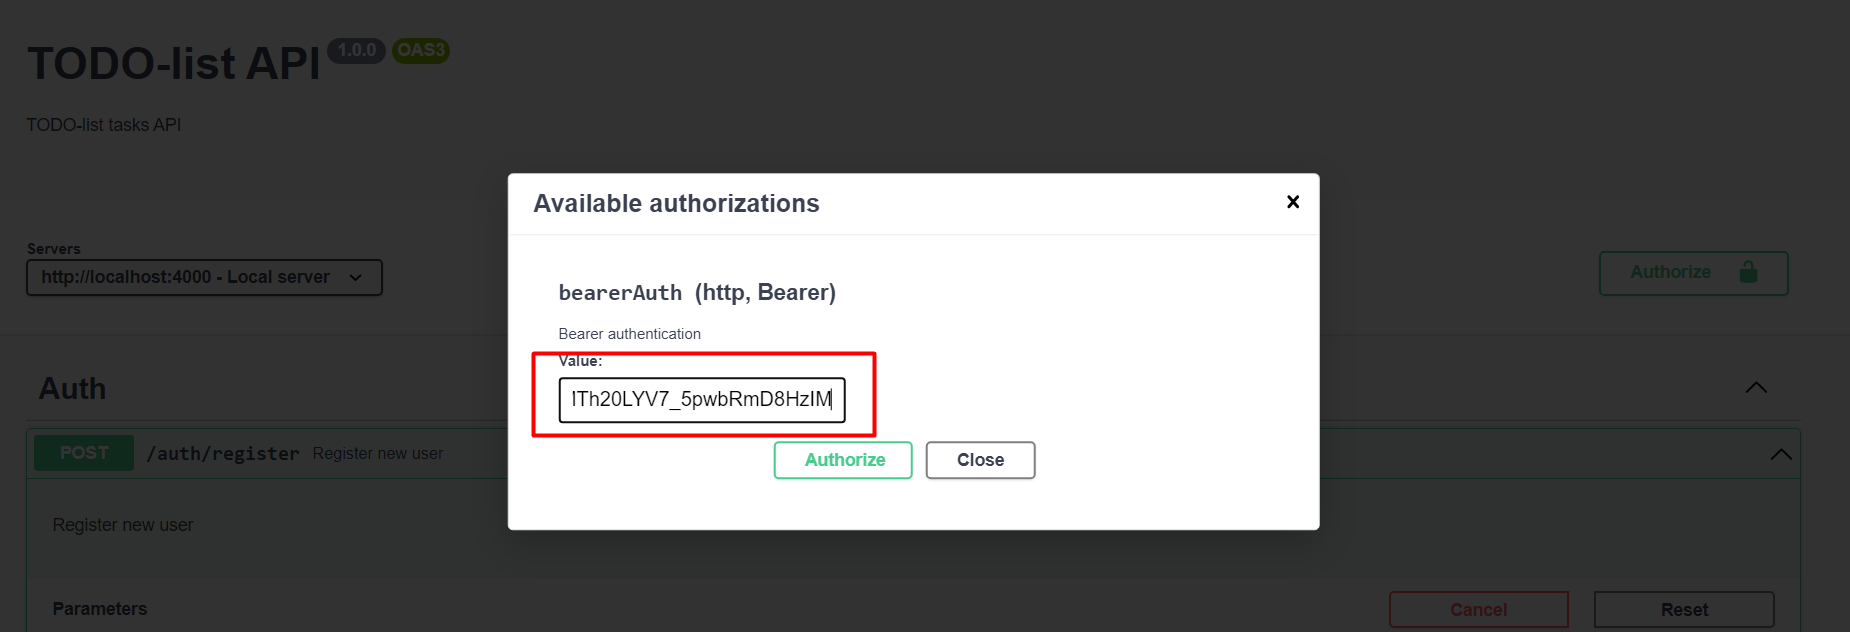 TODO-list API 1.0.0 OAS3
TODO-list tasks API
Servers
http://localhost:4000 - Local server
Authorize
Available authorizations
bearerAuth (http, Bearer)
Bearer authentication
Value:
lTh20LYV7_5pwbRmD8HzIM
Authorize Close
Auth
POST /auth/register Register new user
Register new user
Parameters
Cancel Reset